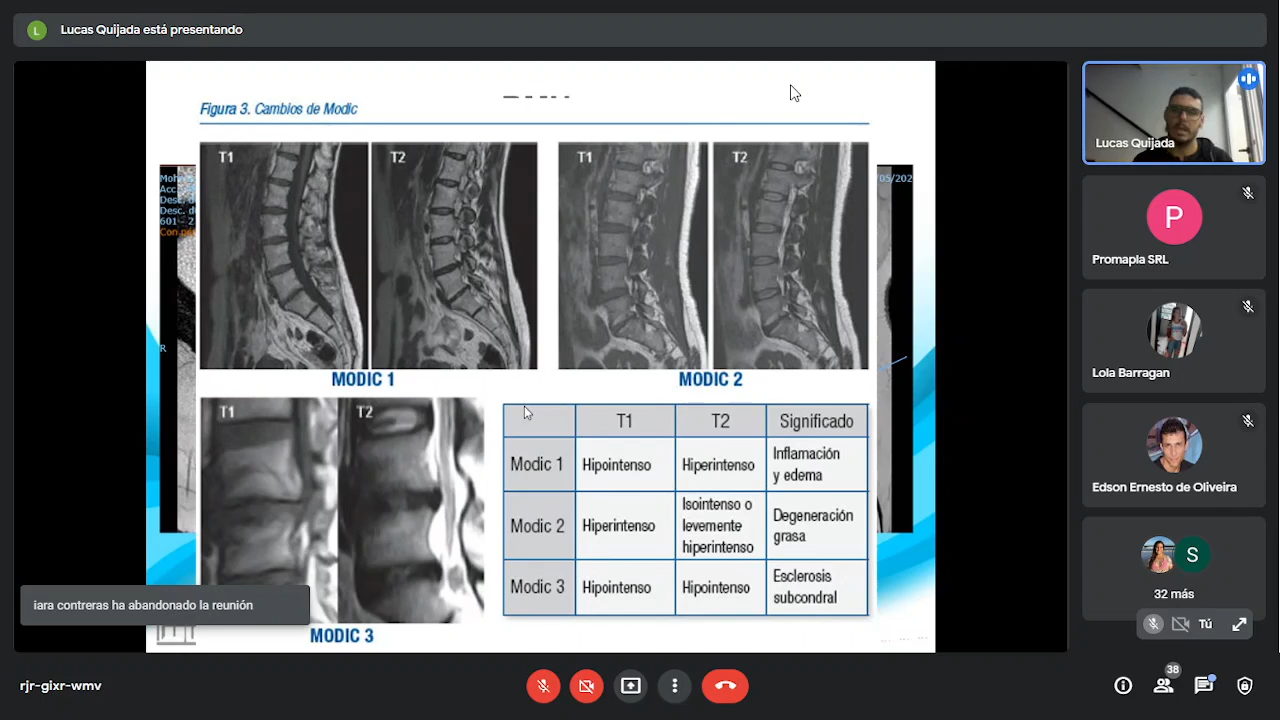 Lucas Quijada está presentando
L
Figura 3. Cambios de Modic
T1
T2
T1
T2
Acc.
601 - 2
R
MODIC 1
MODIC 2
T1
T2
T1 T2 Significado
Modic 1 Hipointenso Hiperintenso Inflamación
y edema
Modic 2 Hiperintenso Isointenso o
levemente
hiperintenso
Degeneración
grasa
Modic 3 Hipointenso Hipointenso Esclerosis
subcondral
MODIC 3
iara contreras ha abandonado la reunión
Lucas Quijada
P
Promapla SRL
Lola Barragan
Edson Ernesto de Oliveira
S
32 más
Tú
rjr-gixr-wmv
38